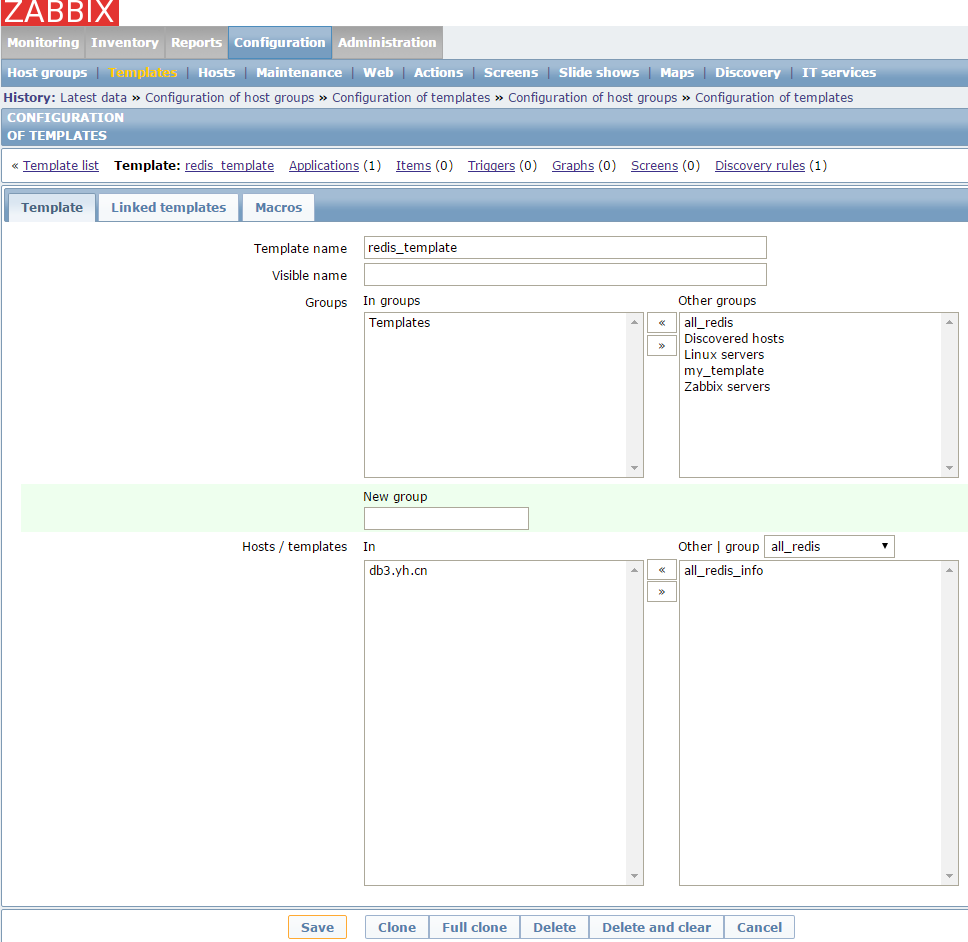 ZABBIX
Monitoring Inventory Reports Configuration Administration
Host groups | Templates | Hosts | Maintenance | Web | Actions | Screens | Slide shows | Maps | Discovery | IT services
History: Latest data » Configuration of host groups » Configuration of templates » Configuration of host groups » Configuration of templates
CONFIGURATION
OF TEMPLATES
« Template list Template: redis_template Applications (1) Items (0) Triggers (0) Graphs (0) Screens (0) Discovery rules (1)
Template Linked templates Macros
Template name redis_template
Visible name
Groups In groups Other groups
Templates « all_redis
Discovered hosts
» Linux servers
my_template
Zabbix servers
New group
Hosts / templates In Other | group all_redis
db3.yh.cn « all_redis_info
»
Save Clone Full clone Delete Delete and clear Cancel